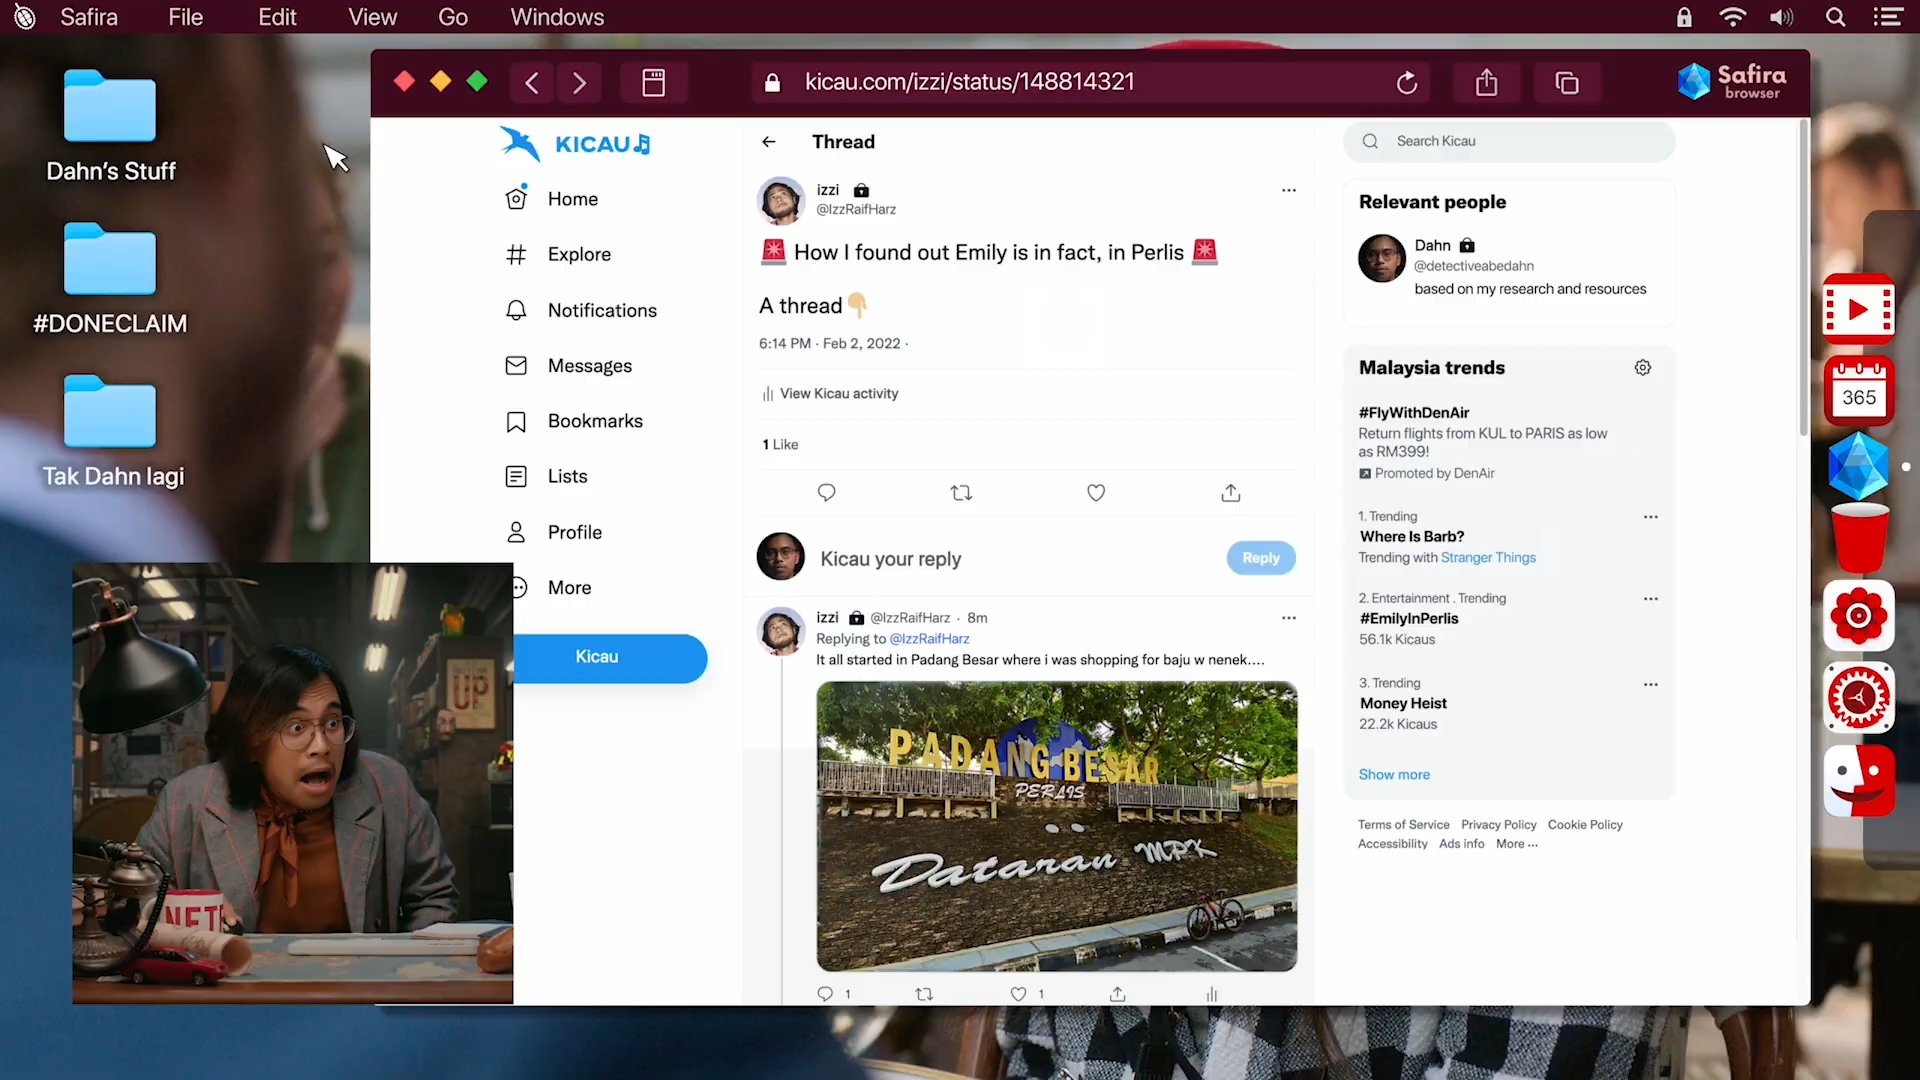 Safira File Edit View Go Windows
Dahn's Stuff
#DONECLAIM
Tak Dahn lagi
kicau.com/izzi/status/148814321
Safira
browser
KICAU
Home
Explore
Notifications
Messages
Bookmarks
Lists
Profile
More
Kicau
Thread
izzi
@IzzRaifHarz
How I found out Emily is in fact, in Perlis
A thread
6:14 PM · Feb 2, 2022 ·
View Kicau activity
1 Like
Kicau your reply
Reply
izzi @IzzRaifHarz · 8m
Replying to @IzzRaifHarz
It all started in Padang Besar where i was shopping for baju w nenek....
PADANG BESAR
PERLIS
Dataran MPK
1 1
Search Kicau
Relevant people
Dahn
@detectiveabedahn
based on my research and resources
Malaysia trends
#FlyWithDenAir
Return flights from KUL to PARIS as low
as RM399!
Promoted by DenAir
1. Trending
Where Is Barb?
Trending with Stranger Things
2. Entertainment . Trending
#EmilyInPerlis
56.1k Kicaus
3. Trending
Money Heist
22.2k Kicaus
Show more
Terms of Service Privacy Policy Cookie Policy
Accessibility Ads info More ...
365
UP
NETF